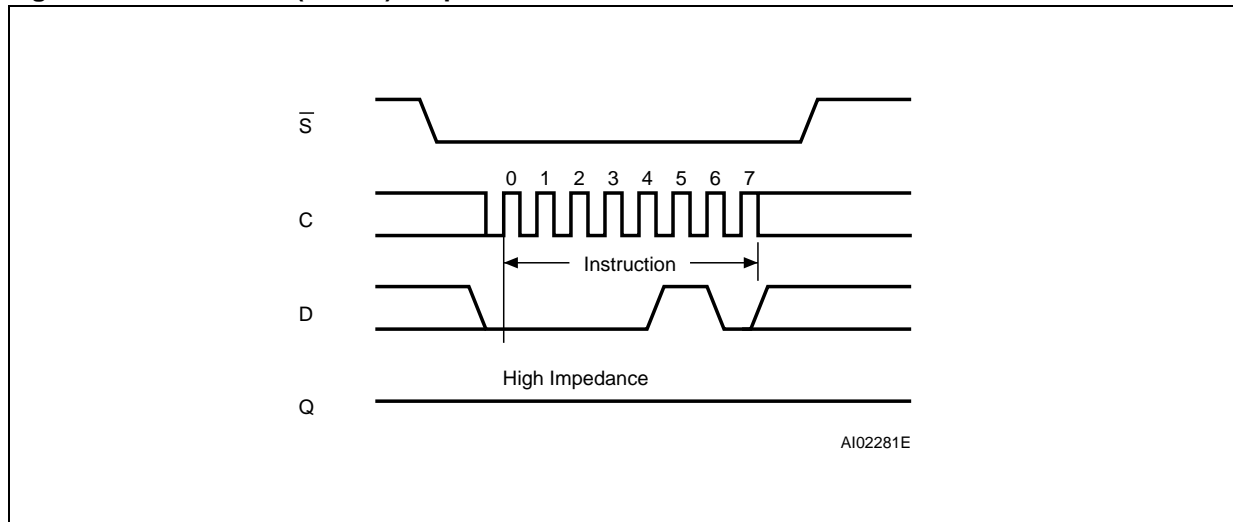 S̅
0 1 2 3 4 5 6 7
C
Instruction
D
High Impedance
Q
AI02281E